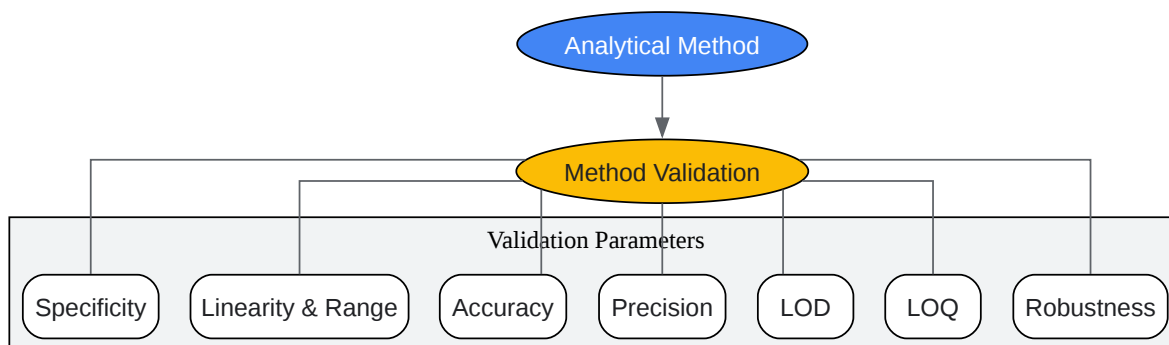 Analytical Method
Method Validation
Validation Parameters
Specificity
Linearity & Range
Accuracy
Precision
LOD
LOQ
Robustness